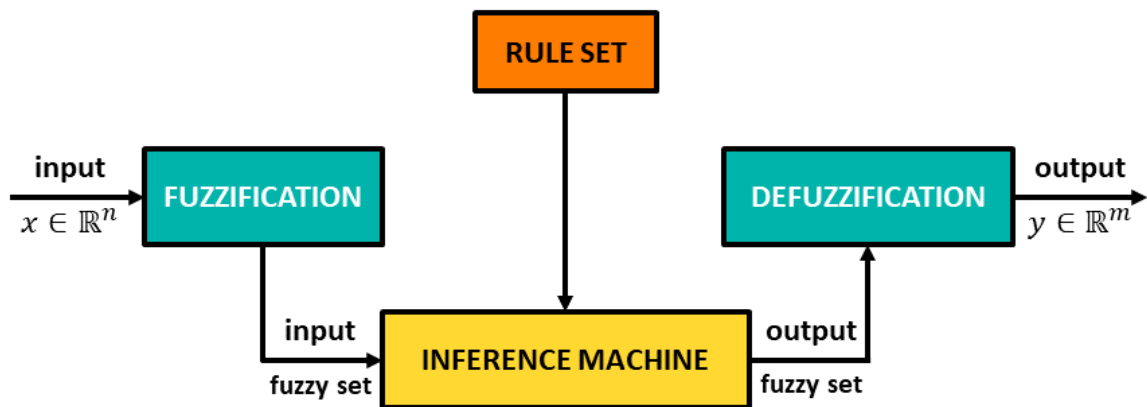 RULE SET
input
FUZZIFICATION
x ∈ ℝⁿ
DEFUZZIFICATION
output
y ∈ ℝᵐ
input
fuzzy set
INFERENCE MACHINE
output
fuzzy set